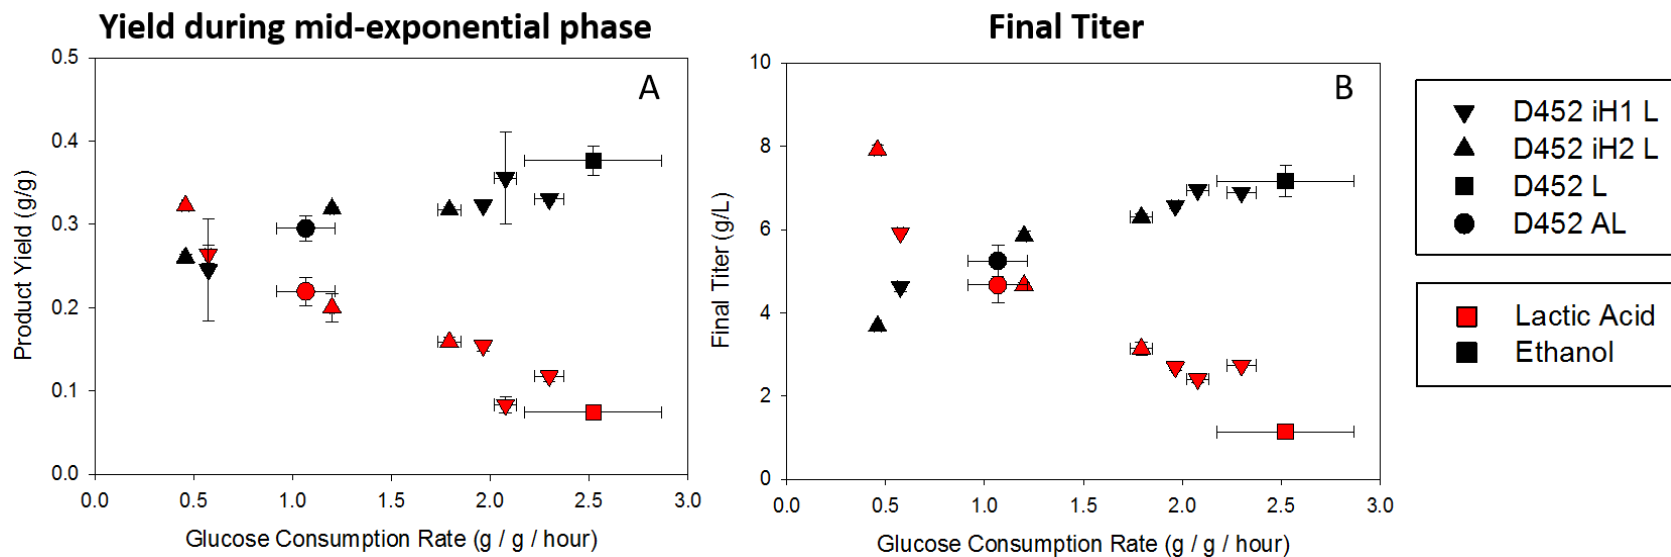 Yield during mid-exponential phase
0.5
0.4
0.3
0.2
0.1
0.0
Product Yield (g/g)
A
0.0 0.5 1.0 1.5 2.0 2.5 3.0
Glucose Consumption Rate (g / g / hour)
Final Titer
10
8
6
4
2
0
Final Titer (g/L)
B
0.0 0.5 1.0 1.5 2.0 2.5 3.0
Glucose Consumption Rate (g / g / hour)
D452 iH1 L
D452 iH2 L
D452 L
D452 AL
Lactic Acid
Ethanol